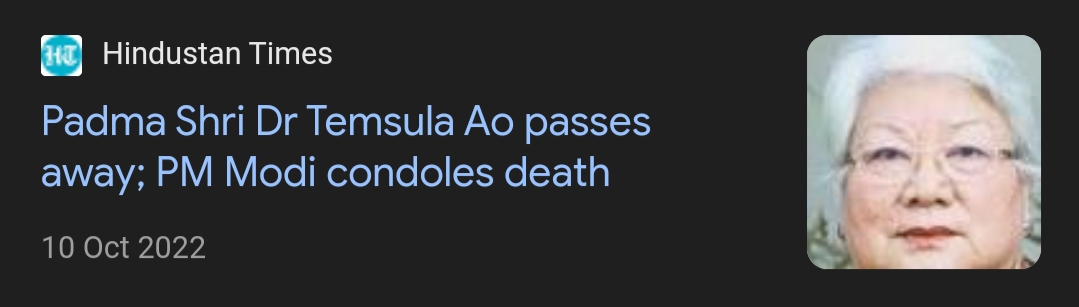 HT
Hindustan Times
Padma Shri Dr Temsula Ao passes
away; PM Modi condoles death
10 Oct 2022